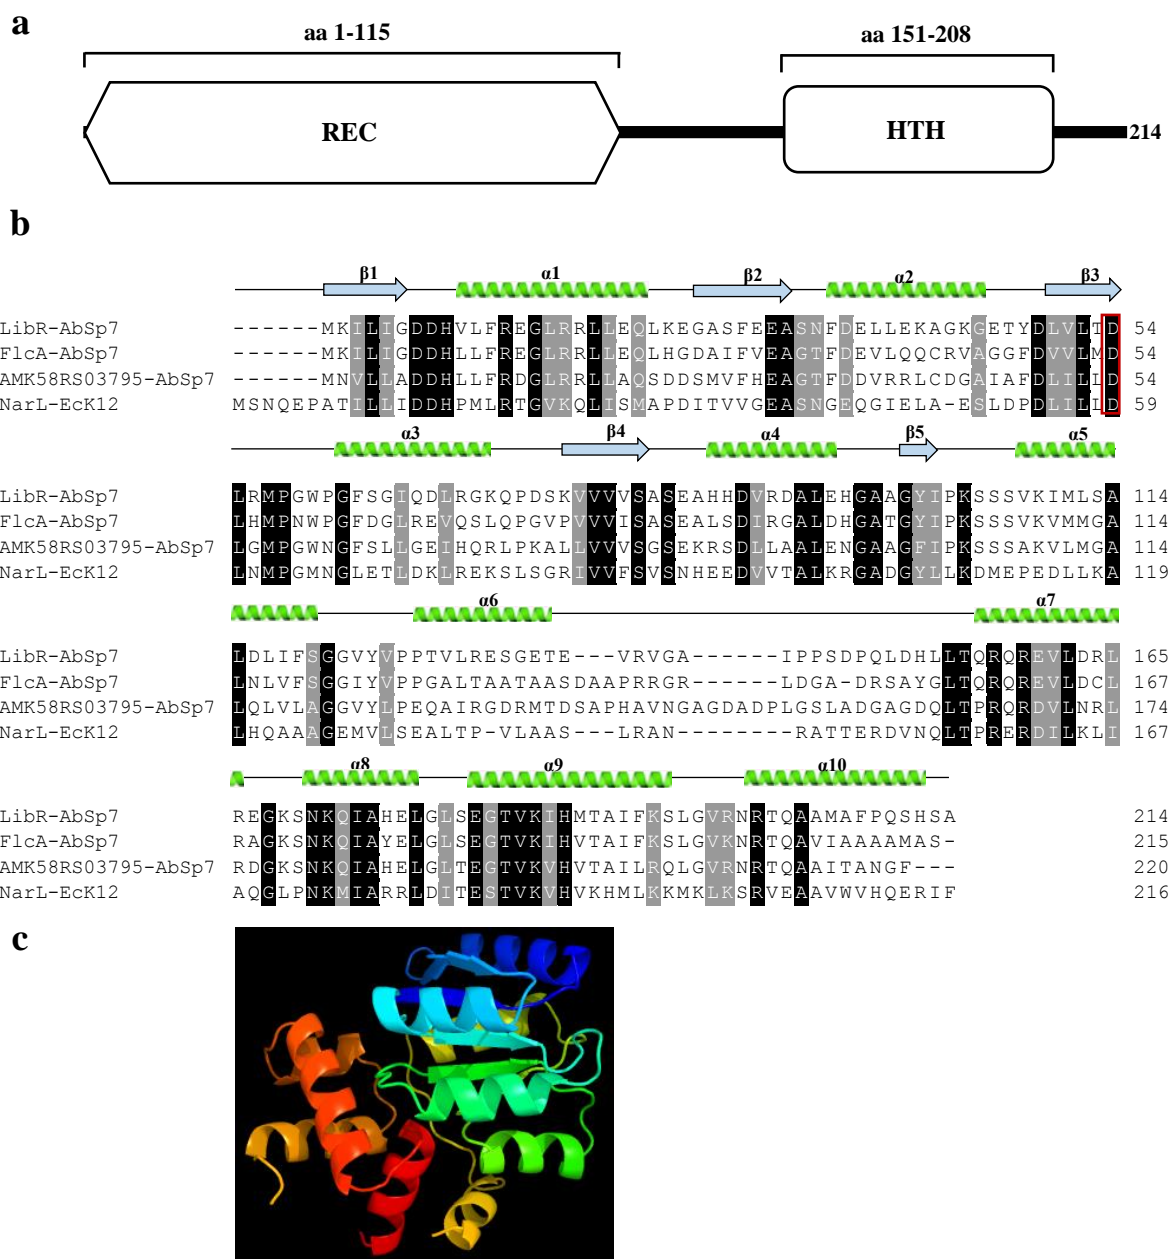 a
aa 1-115
aa 151-208
REC
HTH
214
b
β1 α1 β2 α2 β3
LibR-AbSp7 ------MKILIGDDHVLFREGLRRLLEQLKEGASFEEASNFDELLEKAGKGETYDLVLTD 54
FlcA-AbSp7 ------MKILIGDDHLLFREGLRRLLEQLHGDAIFVEAGTFDEVLQQCRVAGGFDVVLMD 54
AMK58RS03795-AbSp7 ------MNVLLADDHLLFRDGLRRLLAQSDDSMVFHEAGTFDDVRRLCDGAIAFDLILLD 54
NarL-EcK12 MSNQEPATILLIDDHPMLRTGVKQLISMAPDITVVGEASNGEQGIELA-ESLDPDLILLD 59
α3 β4 α4 β5 α5
LibR-AbSp7 LRMPGWPGFSGIQDLRGKQPDSKVVVVSASEAHHDVRDALEHGAAGYIPKSSSVKIMLSA 114
FlcA-AbSp7 LHMPNWPGFDGLREVQSLQPGVPVVVISASEALSDIRGALDHGATGYIPKSSSVKVMMGA 114
AMK58RS03795-AbSp7 LGMPGWNGFSLLGEIHQRLPKALLVVVSGSEKRSDLLAALENGAAGFIPKSSSAKVLMGA 114
NarL-EcK12 LNMPGMNGLETLDKLREKSLSGRIVVFSVSNHEEDVVTALKRGADGYLLKDMEPEDLLKA 119
α6 α7
LibR-AbSp7 LDLIFSGGVYVPPTVLRESGETE---VRVGA------IPPSDPQLDHLLTQRQREVLDRL 165
FlcA-AbSp7 LNLVFSGGIYVPPGALTAATAASDAAPRRGR------LDGA-DRSAYGLTQRQREVLDCL 167
AMK58RS03795-AbSp7 LQLVLAGGVYLPEQAIRGDRMTDSAPHAVNGAGDADPLGSLADGAGDQLTPRQRDVLNRL 174
NarL-EcK12 LHQAAAGEMVLSEALTP-VLAAS---LRAN-------RATTERDVNQLTPRERDILKLI 167
α8 α9 α10
LibR-AbSp7 REGKSNKQIAHELGLSEGTVKIHMTAIFKSLGVRNRTQAAMAFPQSHSA 214
FlcA-AbSp7 RAGKSNKQIAYELGLSEGTVKIHVTAIFKSLGVKNRTQAVIAAAAMAS- 215
AMK58RS03795-AbSp7 RDGKSNKQIAHELGLTEGTVKVHVTAILRQLGVRNRTQAAITANGF--- 220
NarL-EcK12 AQGLPNKMIARRLDITESTVKVHVKHMLKKMKLKSRVEAAVWVHQERIF 216
c